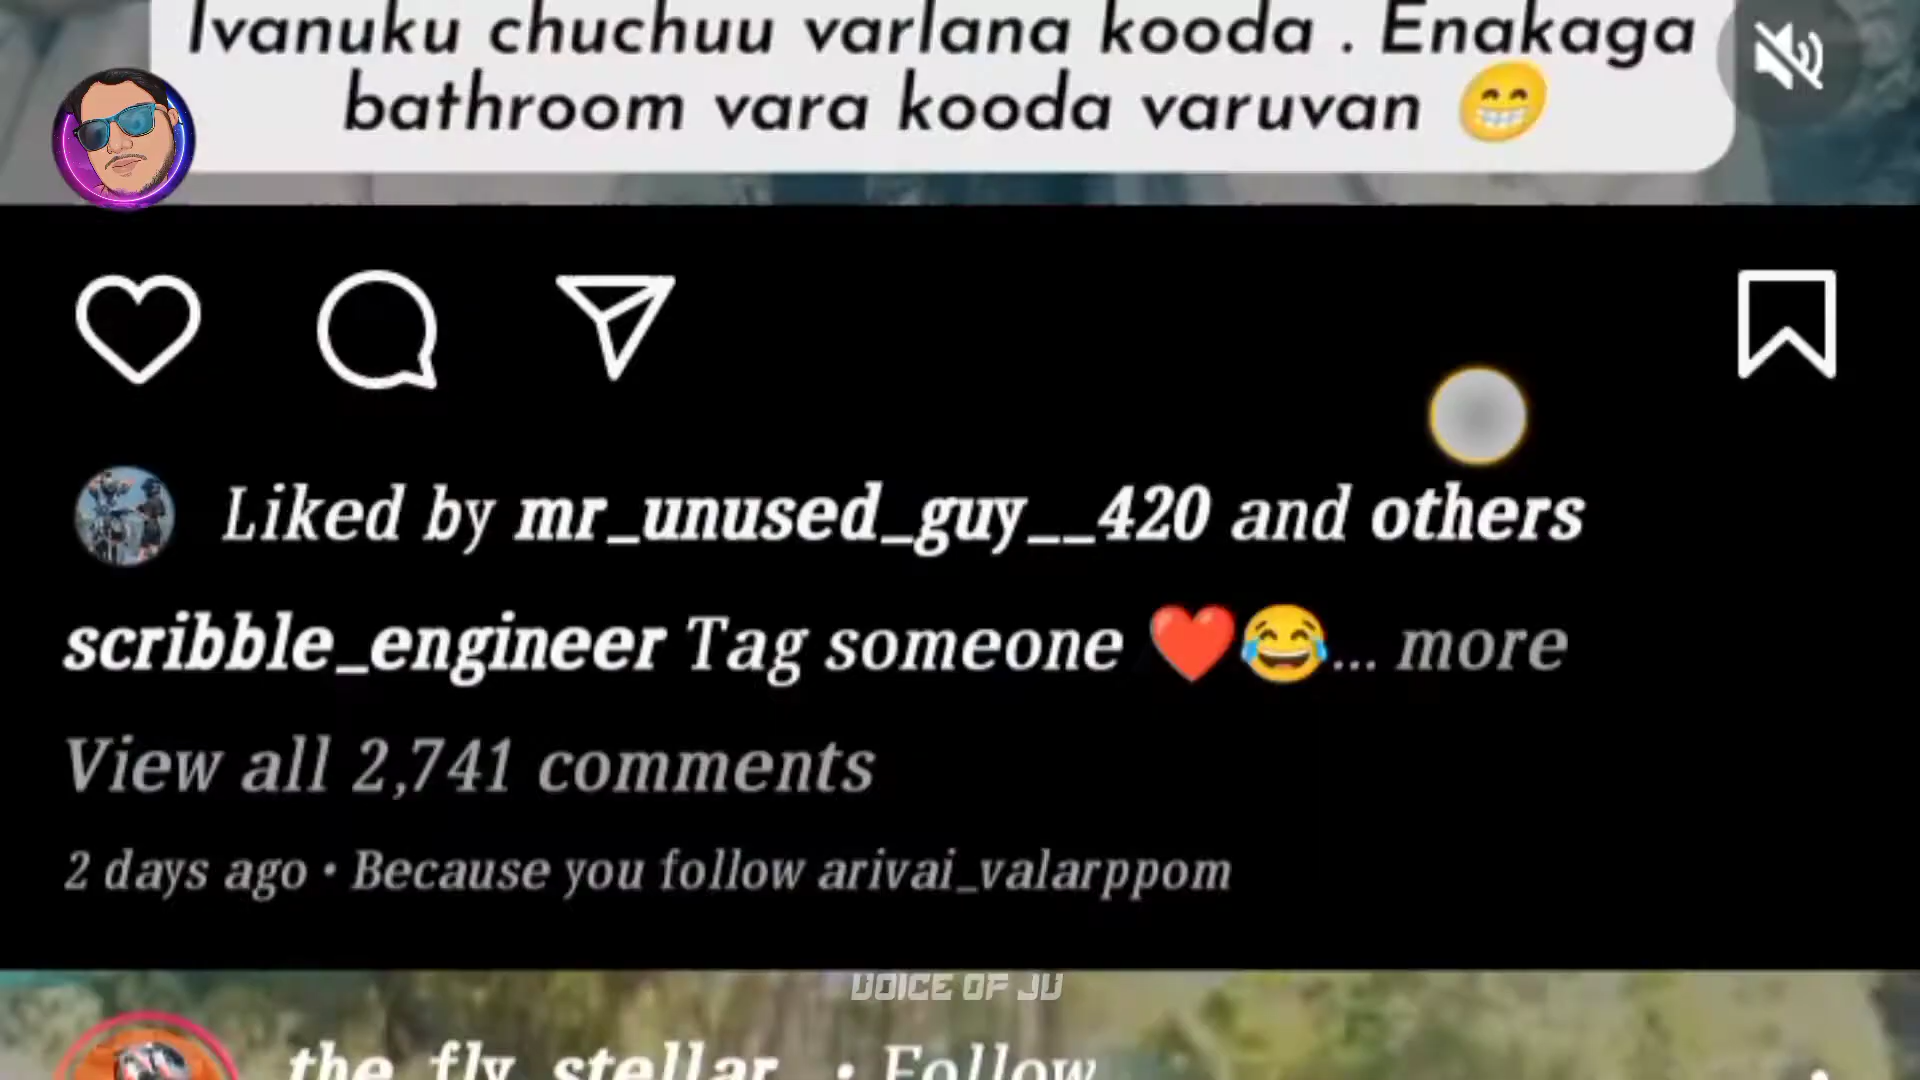 Ivanuku chuchuu varlana kooda . Enakaga
bathroom vara kooda varuvan 😁
Liked by mr_unused_guy__420 and others
scribble_engineer Tag someone ❤️😂... more
View all 2,741 comments
2 days ago • Because you follow arivai_valarppom
VOICE OF JU
the_fly_stellar_ • Follow